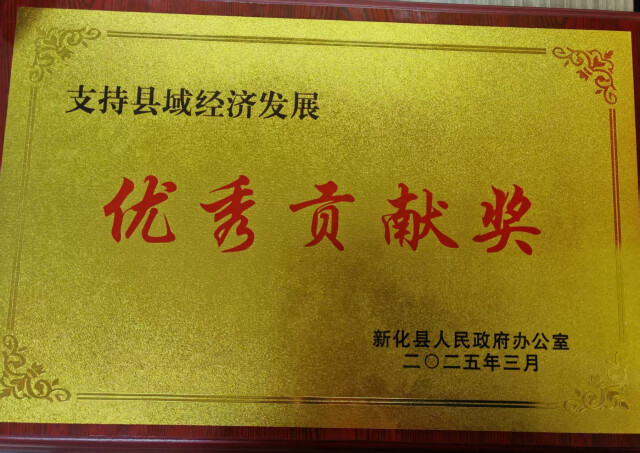 支持县域经济发展
优秀贡献奖
新化县人民政府办公室
二〇二五年三月